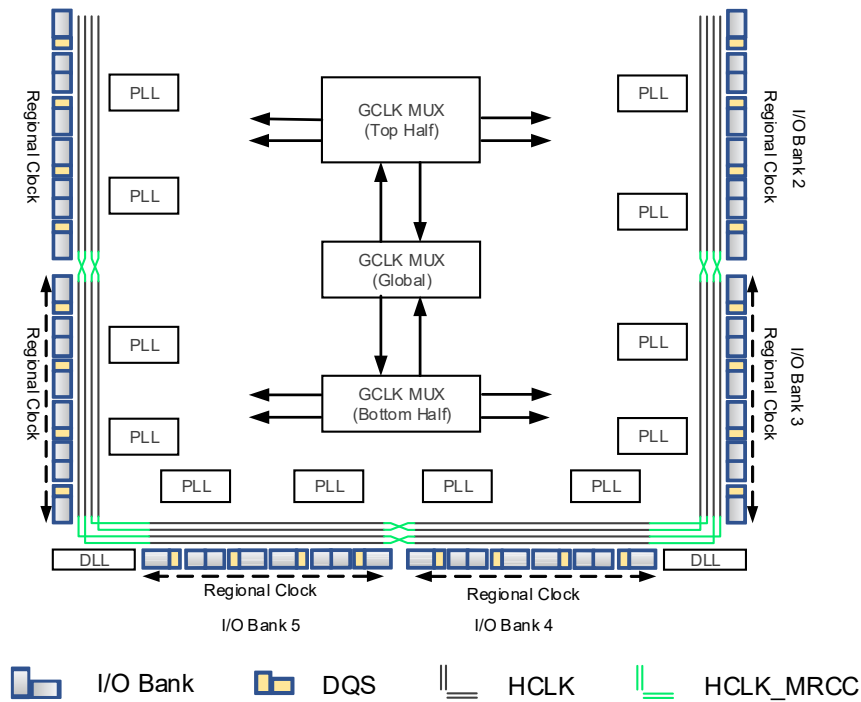 PLL
PLL
PLL
PLL
PLL
PLL
PLL
PLL
PLL
PLL
PLL
PLL
GCLK MUX
(Top Half)
GCLK MUX
(Global)
GCLK MUX
(Bottom Half)
Regional Clock
Regional Clock
I/O Bank 2
Regional Clock
I/O Bank 3
Regional Clock
DLL
DLL
Regional Clock
Regional Clock
I/O Bank 5
I/O Bank 4
I/O Bank
DQS
HCLK
HCLK_MRCC